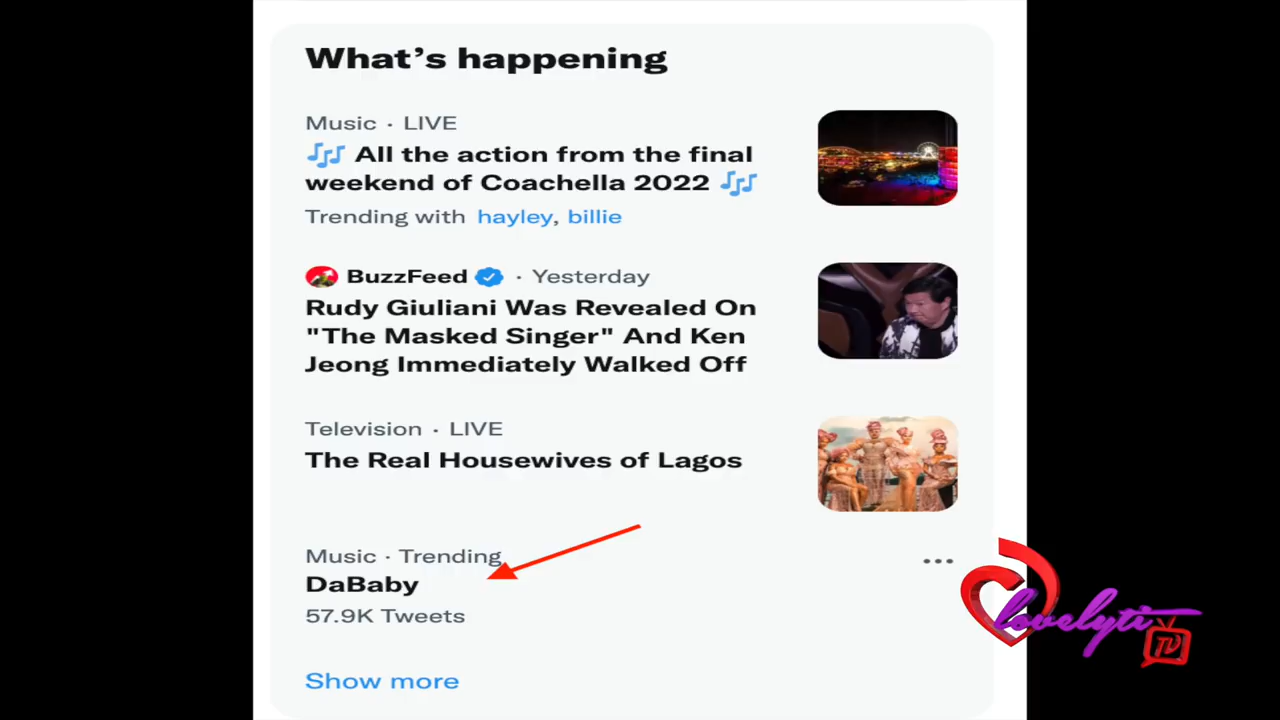 What's happening
Music · LIVE
🎶 All the action from the final
weekend of Coachella 2022 🎶
Trending with hayley, billie
BuzzFeed · Yesterday
Rudy Giuliani Was Revealed On
"The Masked Singer" And Ken
Jeong Immediately Walked Off
Television · LIVE
The Real Housewives of Lagos
Music · Trending
DaBaby
57.9K Tweets
Show more
lovelyti
TV